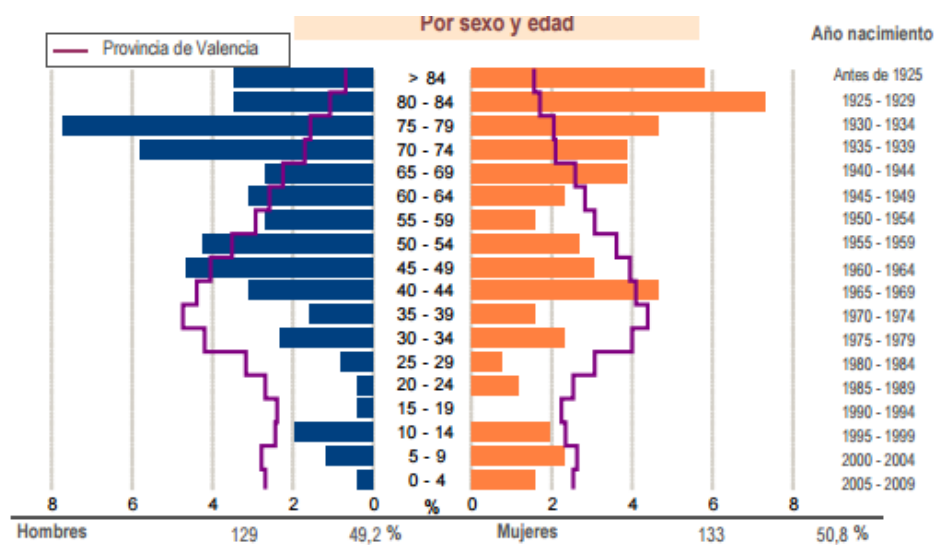 Por sexo y edad
Provincia de Valencia
Año nacimiento
> 84 Antes de 1925
80 - 84 1925 - 1929
75 - 79 1930 - 1934
70 - 74 1935 - 1939
65 - 69 1940 - 1944
60 - 64 1945 - 1949
55 - 59 1950 - 1954
50 - 54 1955 - 1959
45 - 49 1960 - 1964
40 - 44 1965 - 1969
35 - 39 1970 - 1974
30 - 34 1975 - 1979
25 - 29 1980 - 1984
20 - 24 1985 - 1989
15 - 19 1990 - 1994
10 - 14 1995 - 1999
5 - 9 2000 - 2004
0 - 4 2005 - 2009
8 6 4 2 0 % 0 2 4 6 8
Hombres 129 49,2 % Mujeres 133 50,8 %